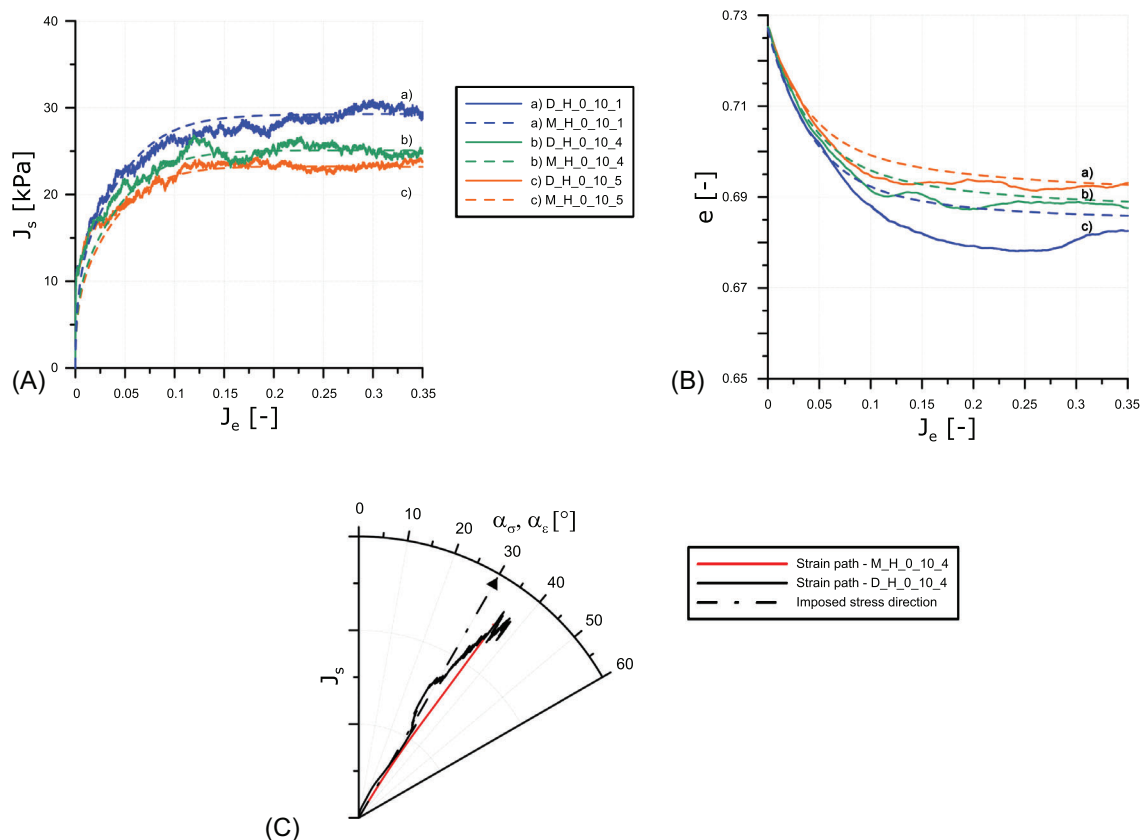 40
30
20
10
0
J_s [kPa]
a)
b)
c)
0 0.05 0.1 0.15 0.2 0.25 0.3 0.35
J_e [-]
(A)
a) D_H_0_10_1
a) M_H_0_10_1
b) D_H_0_10_4
b) M_H_0_10_4
c) D_H_0_10_5
c) M_H_0_10_5
0.73
0.71
0.69
0.67
0.65
e [-]
a)
b)
c)
0 0.05 0.1 0.15 0.2 0.25 0.3 0.35
J_e [-]
(B)
0 10 20 30 40 50 60
α_σ, α_ε [°]
J_s
(C)
Strain path - M_H_0_10_4
Strain path - D_H_0_10_4
Imposed stress direction